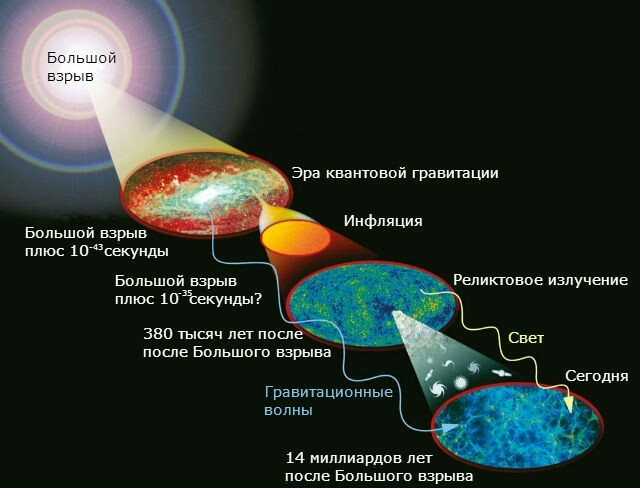 Большой
взрыв
Эра квантовой гравитации
Большой взрыв
плюс 10⁻⁴³секунды
Инфляция
Большой взрыв
плюс 10⁻³⁵секунды?
Реликтовое излучение
380 тысяч лет после
после Большого взрыва
Свет
Сегодня
Гравитационные
волны
14 миллиардов лет
после Большого взрыва